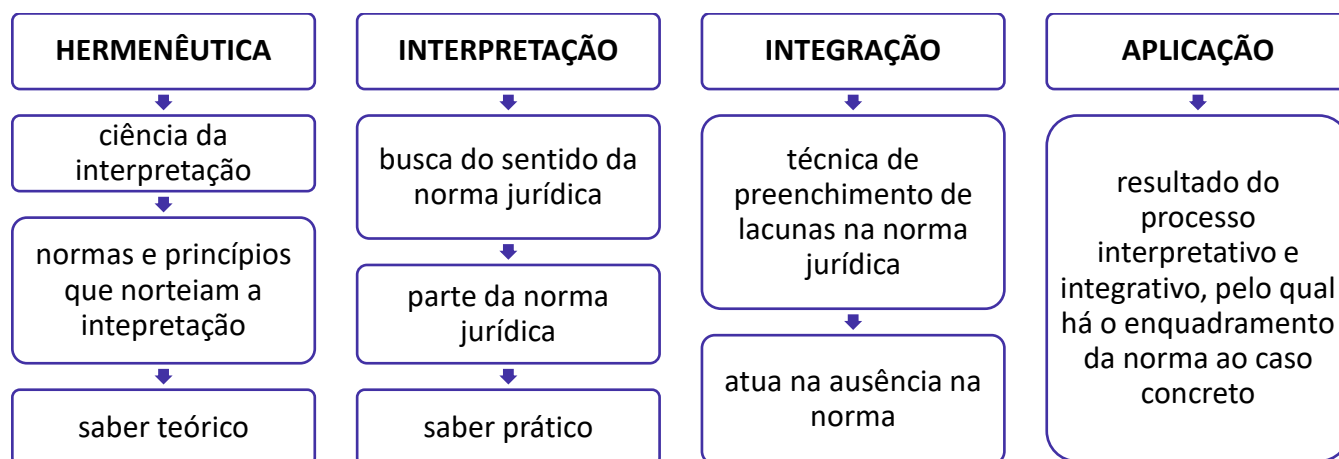 HERMENÊUTICA
ciência da
interpretação
normas e princípios
que norteiam a
intepretação
saber teórico
INTERPRETAÇÃO
busca do sentido da
norma jurídica
parte da norma
jurídica
saber prático
INTEGRAÇÃO
técnica de
preenchimento de
lacunas na norma
jurídica
atua na ausência na
norma
APLICAÇÃO
resultado do
processo
interpretativo e
integrativo, pelo qual
há o enquadramento
da norma ao caso
concreto